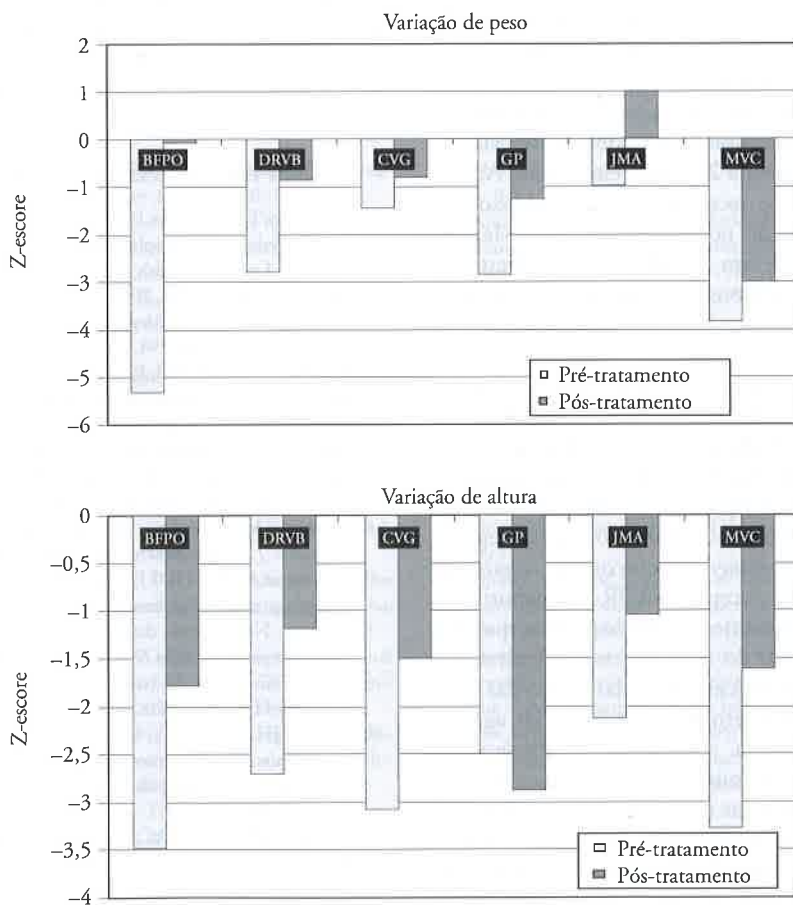 Variação de peso
2
1
0
−1
−2
−3
−4
−5
−6
Z-escore
BFPO DRVB CVG GP JMA MVC
Pré-tratamento
Pós-tratamento
Variação de altura
0
−0,5
−1
−1,5
−2
−2,5
−3
−3,5
−4
Z-escore
BFPO DRVB CVG GP JMA MVC
Pré-tratamento
Pós-tratamento